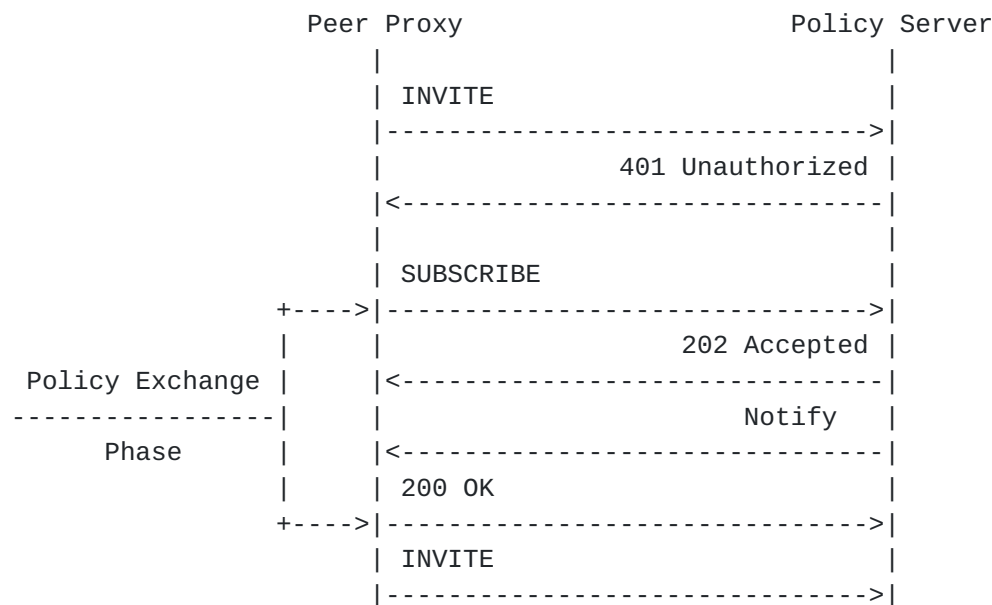 Peer Proxy Policy Server
INVITE
401 Unauthorized
SUBSCRIBE
202 Accepted
Policy Exchange
Notify
Phase
200 OK
INVITE